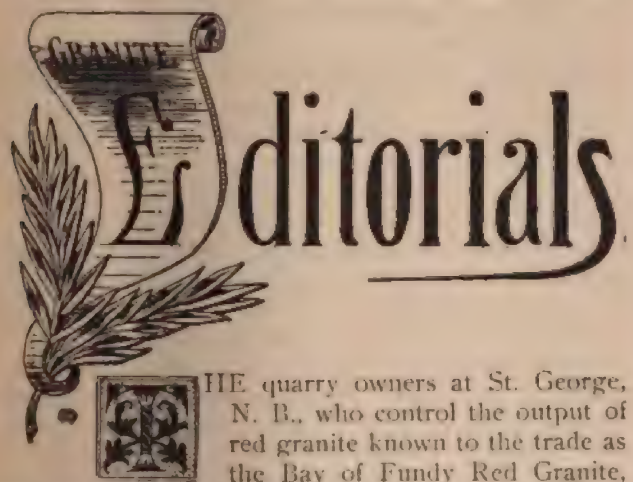 GRANITE
Editorials
THE quarry owners at St. George,
N. B., who control the output of
red granite known to the trade as
the Bay of Fundy Red Granite,